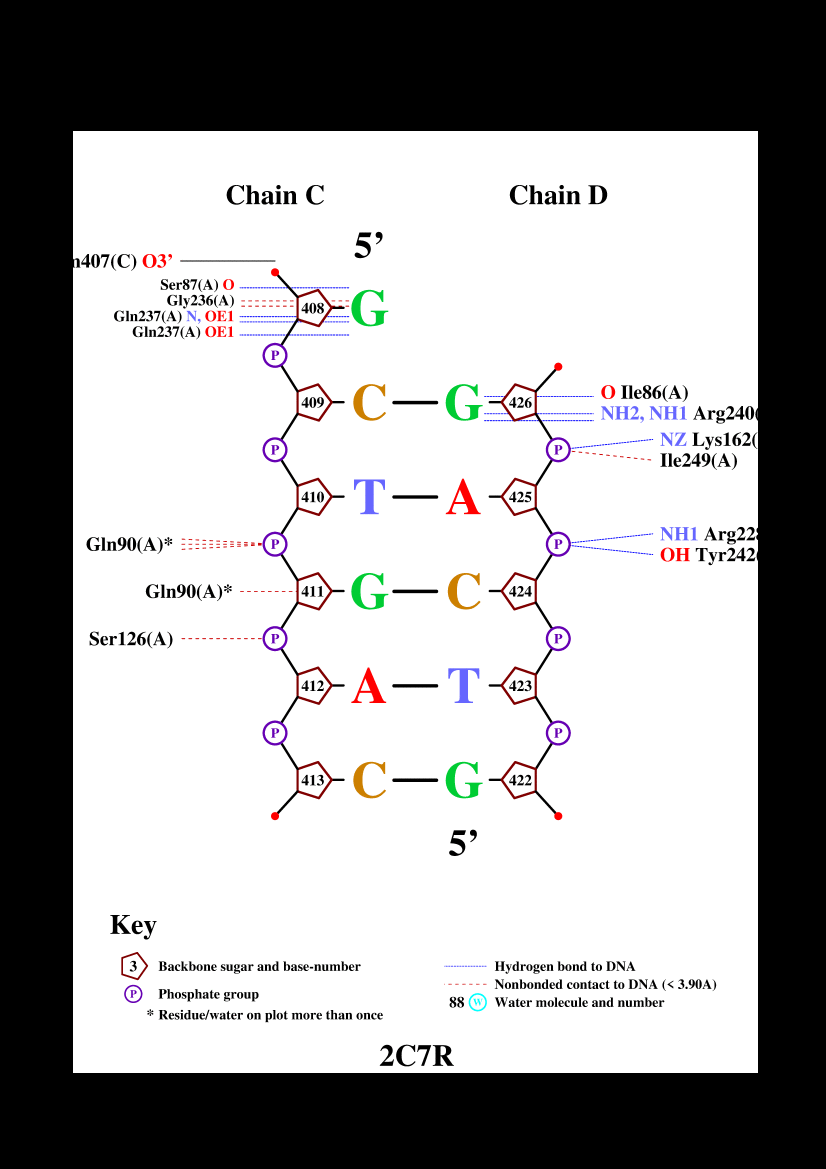 Chain C Chain D
5’
407(C) O3’
Ser87(A) O
Gly236(A)
408 G
Gln237(A) N, OE1
Gln237(A) OE1
P
O Ile86(A)
409 C G 426
NH2, NH1 Arg240(
NZ Lys162(
P P
Ile249(A)
410 T A 425
NH1 Arg228
Gln90(A)* P P
OH Tyr242(
Gln90(A)* 411 G C 424
Ser126(A) P P
412 A T 423
P P
413 C G 422
5’
Key
3 Backbone sugar and base-number
Hydrogen bond to DNA
Nonbonded contact to DNA (< 3.90A)
P Phosphate group
88 W Water molecule and number
* Residue/water on plot more than once
2C7R